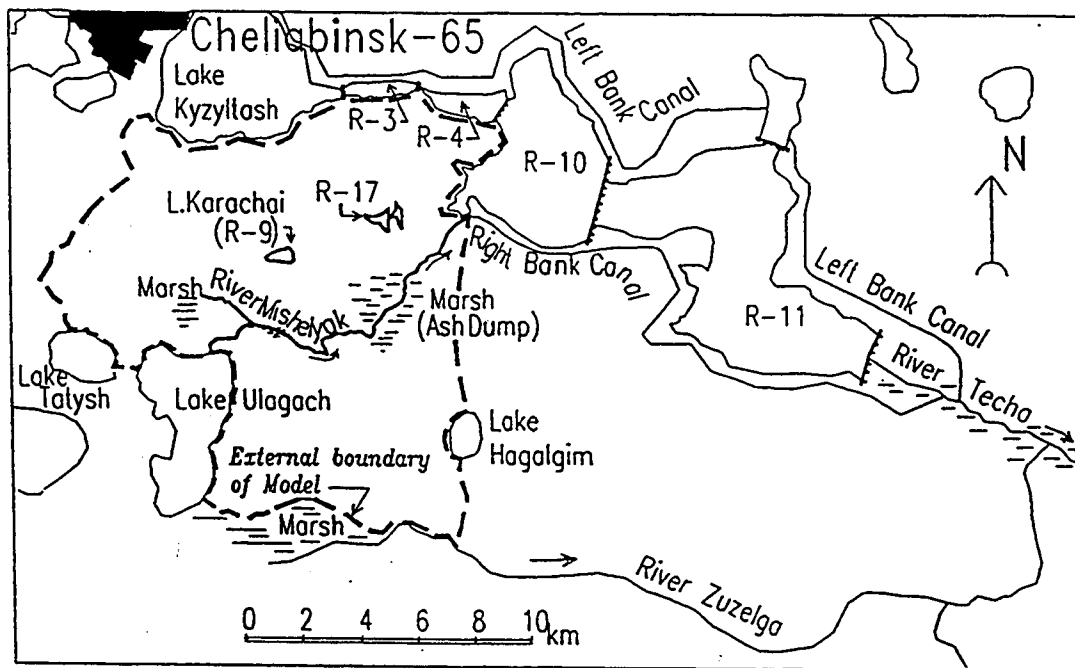 Cheliabinsk-65
Lake
Kyzyltash
R-3
R-4
Left Bank Canal
R-10
N
R-17
L.Karachai
(R-9)
Right Bank Canal
Marsh
River Mishelyak
Marsh
(Ash Dump)
R-11
Left Bank Canal
River Techa
Lake
Talysh
Lake Ulagach
Lake
Hagalgim
External boundary
of Model
Marsh
River Zuzelga
0 2 4 6 8 10
km